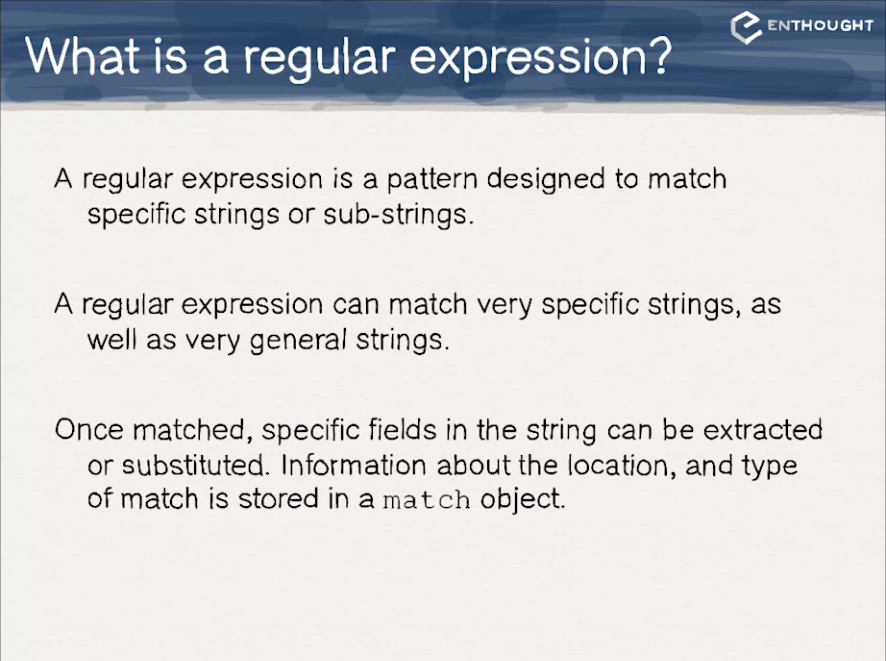 ENTHOUGHT
What is a regular expression?
A regular expression is a pattern designed to match
specific strings or sub-strings.
A regular expression can match very specific strings, as
well as very general strings.
Once matched, specific fields in the string can be extracted
or substituted. Information about the location, and type
of match is stored in a match object.